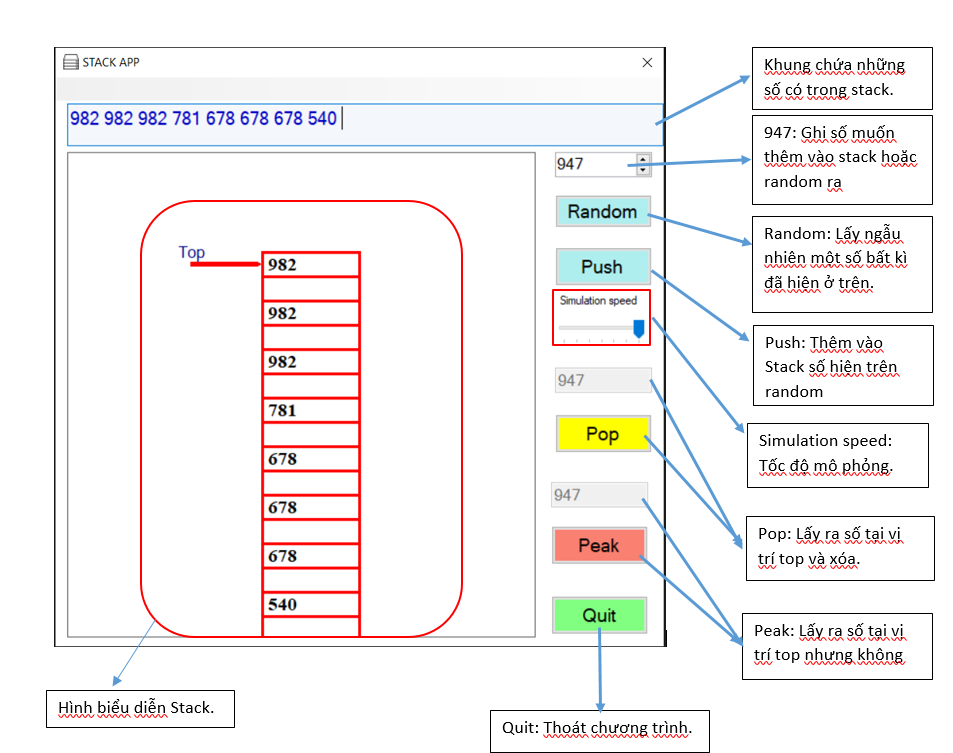 STACK APP
982 982 982 781 678 678 678 540
947
Random
Push
Simulation speed
947
Pop
947
Peak
Quit
Top
982
982
982
781
678
678
678
540
Khung chứa những
số có trong stack.
947: Ghi số muốn
thêm vào stack hoặc
random ra
Random: Lấy ngẫu
nhiên một số bất kì
đã hiện ở trên.
Push: Thêm vào
Stack số hiện trên
random
Simulation speed:
Tốc độ mô phỏng.
Pop: Lấy ra số tại vị
trí top và xóa.
Peak: Lấy ra số tại vị
trí top nhưng không
Hình biểu diễn Stack.
Quit: Thoát chương trình.